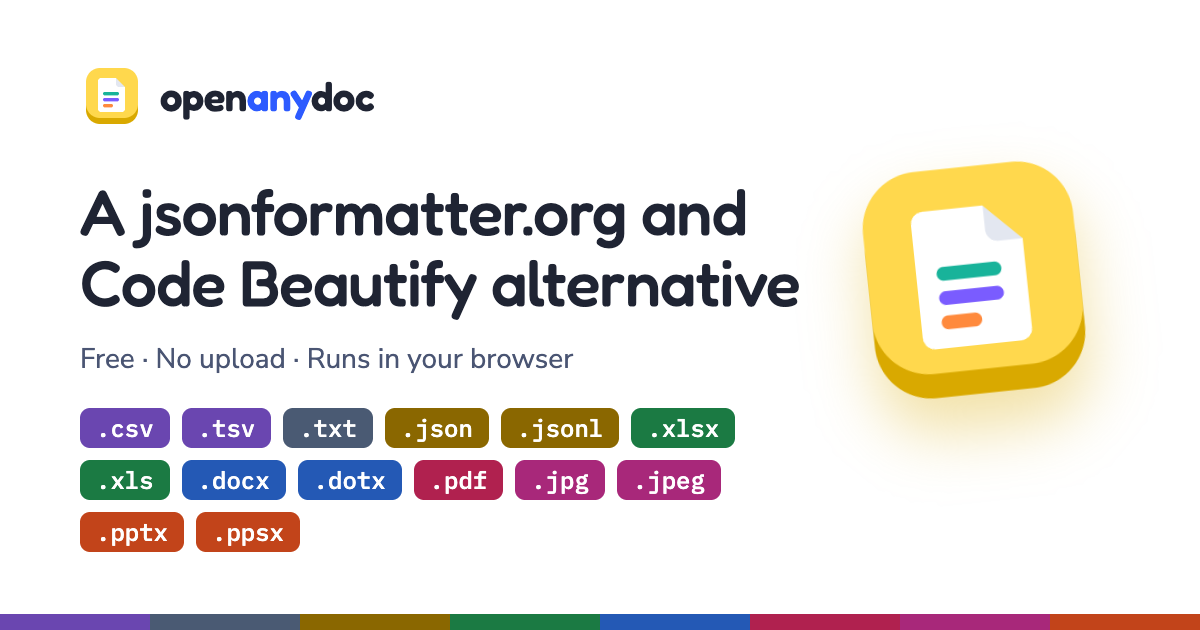 openanydoc
A jsonformatter.org and
Code Beautify alternative
Free · No upload · Runs in your browser
.csv .tsv .txt .json .jsonl .xlsx
.xls .docx .dotx .pdf .jpg .jpeg
.pptx .ppsx